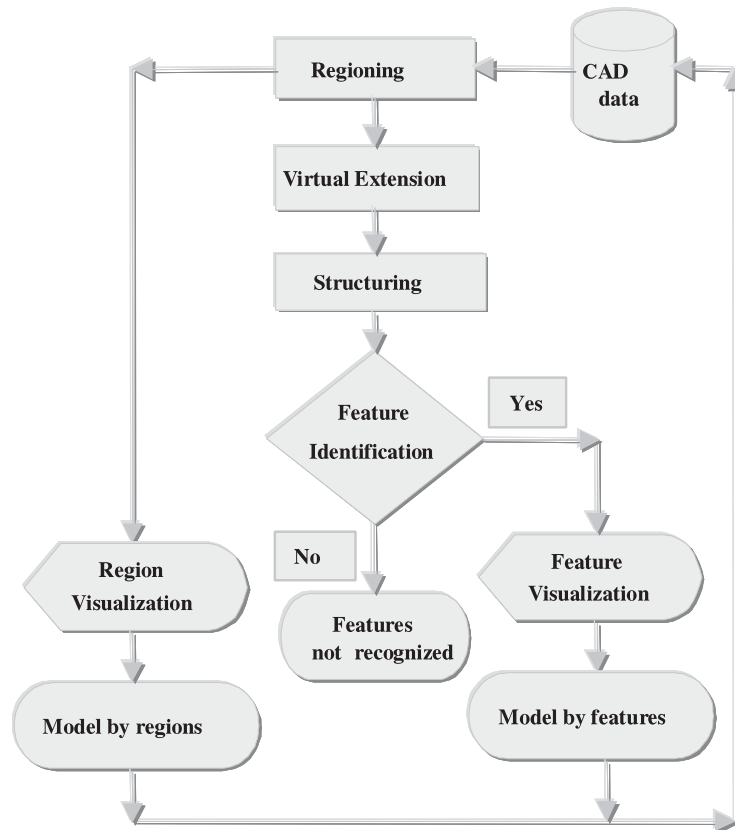 Regioning
CAD
data
Virtual Extension
Structuring
Feature
Identification
Yes
No
Region
Visualization
Features
not recognized
Feature
Visualization
Model by regions
Model by features